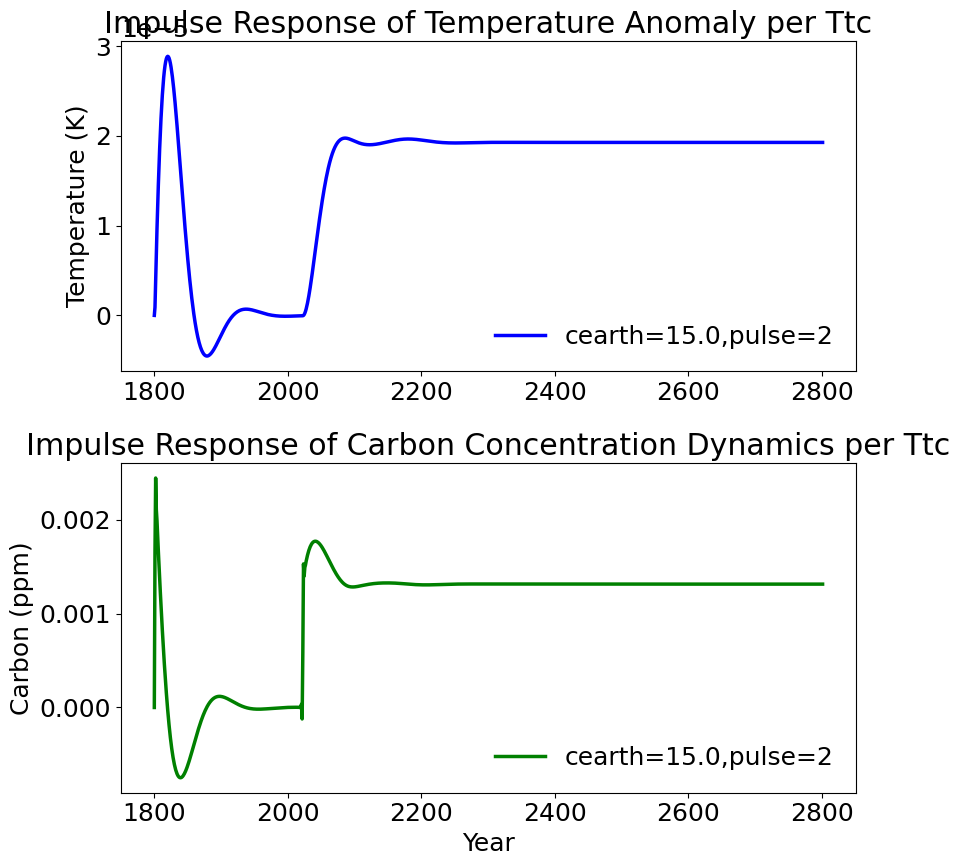 Impulse Response of Temperature Anomaly per Ttc
1e−5
3
2
1
0
Temperature (K)
cearth=15.0,pulse=2
1800 2000 2200 2400 2600 2800
Impulse Response of Carbon Concentration Dynamics per Ttc
0.002
0.001
0.000
Carbon (ppm)
cearth=15.0,pulse=2
1800 2000 2200 2400 2600 2800
Year